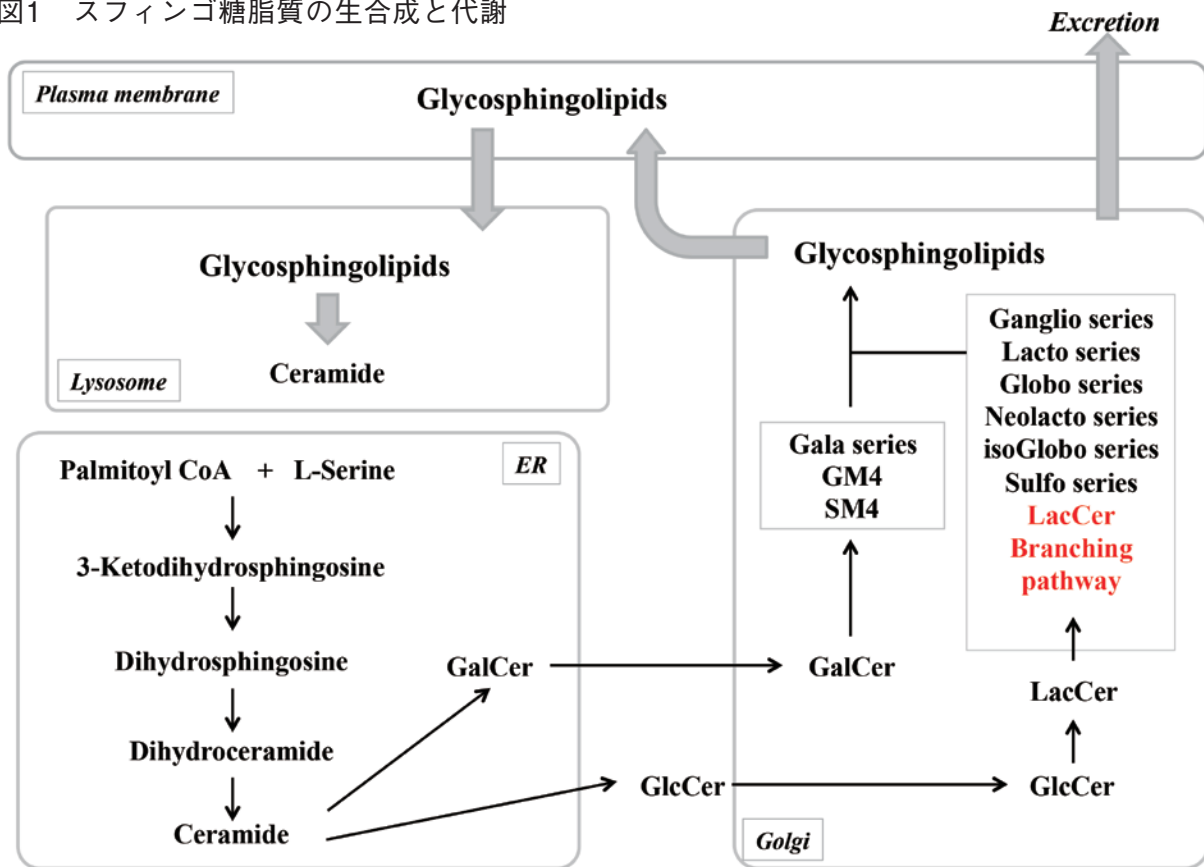 図1 スフィンゴ糖脂質の生合成と代謝
Excretion
Plasma membrane
Glycosphingolipids
Glycosphingolipids
Ceramide
Lysosome
Glycosphingolipids
Ganglio series
Lacto series
Globo series
Neolacto series
isoGlobo series
Sulfo series
LacCer
Branching
pathway
Gala series
GM4
SM4
ER
Palmitoyl CoA + L-Serine
3-Ketodihydrosphingosine
Dihydrosphingosine
GalCer
GalCer
LacCer
Dihydroceramide
GlcCer
GlcCer
Ceramide
Golgi